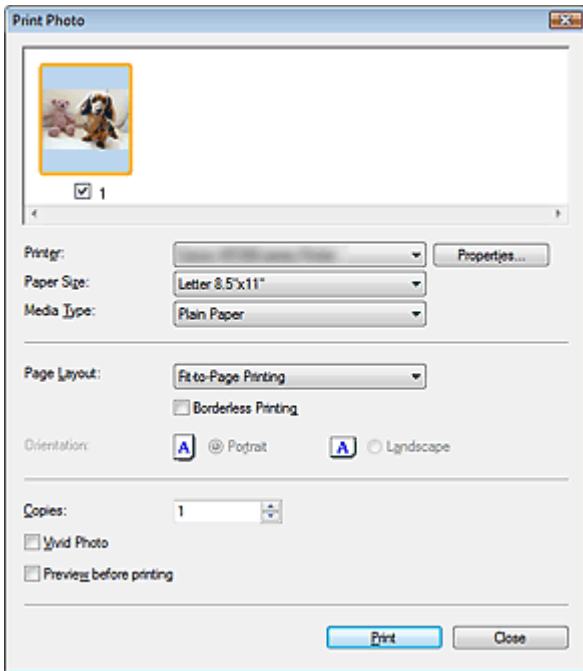 Print Photo
1
Printer:
Properties...
Paper Size: Letter 8.5"x11"
Media Type: Plain Paper
Page Layout: Fit-to-Page Printing
Borderless Printing
Orientation: A Portrait A Landscape
Copies: 1
Vivid Photo
Preview before printing
Print Close